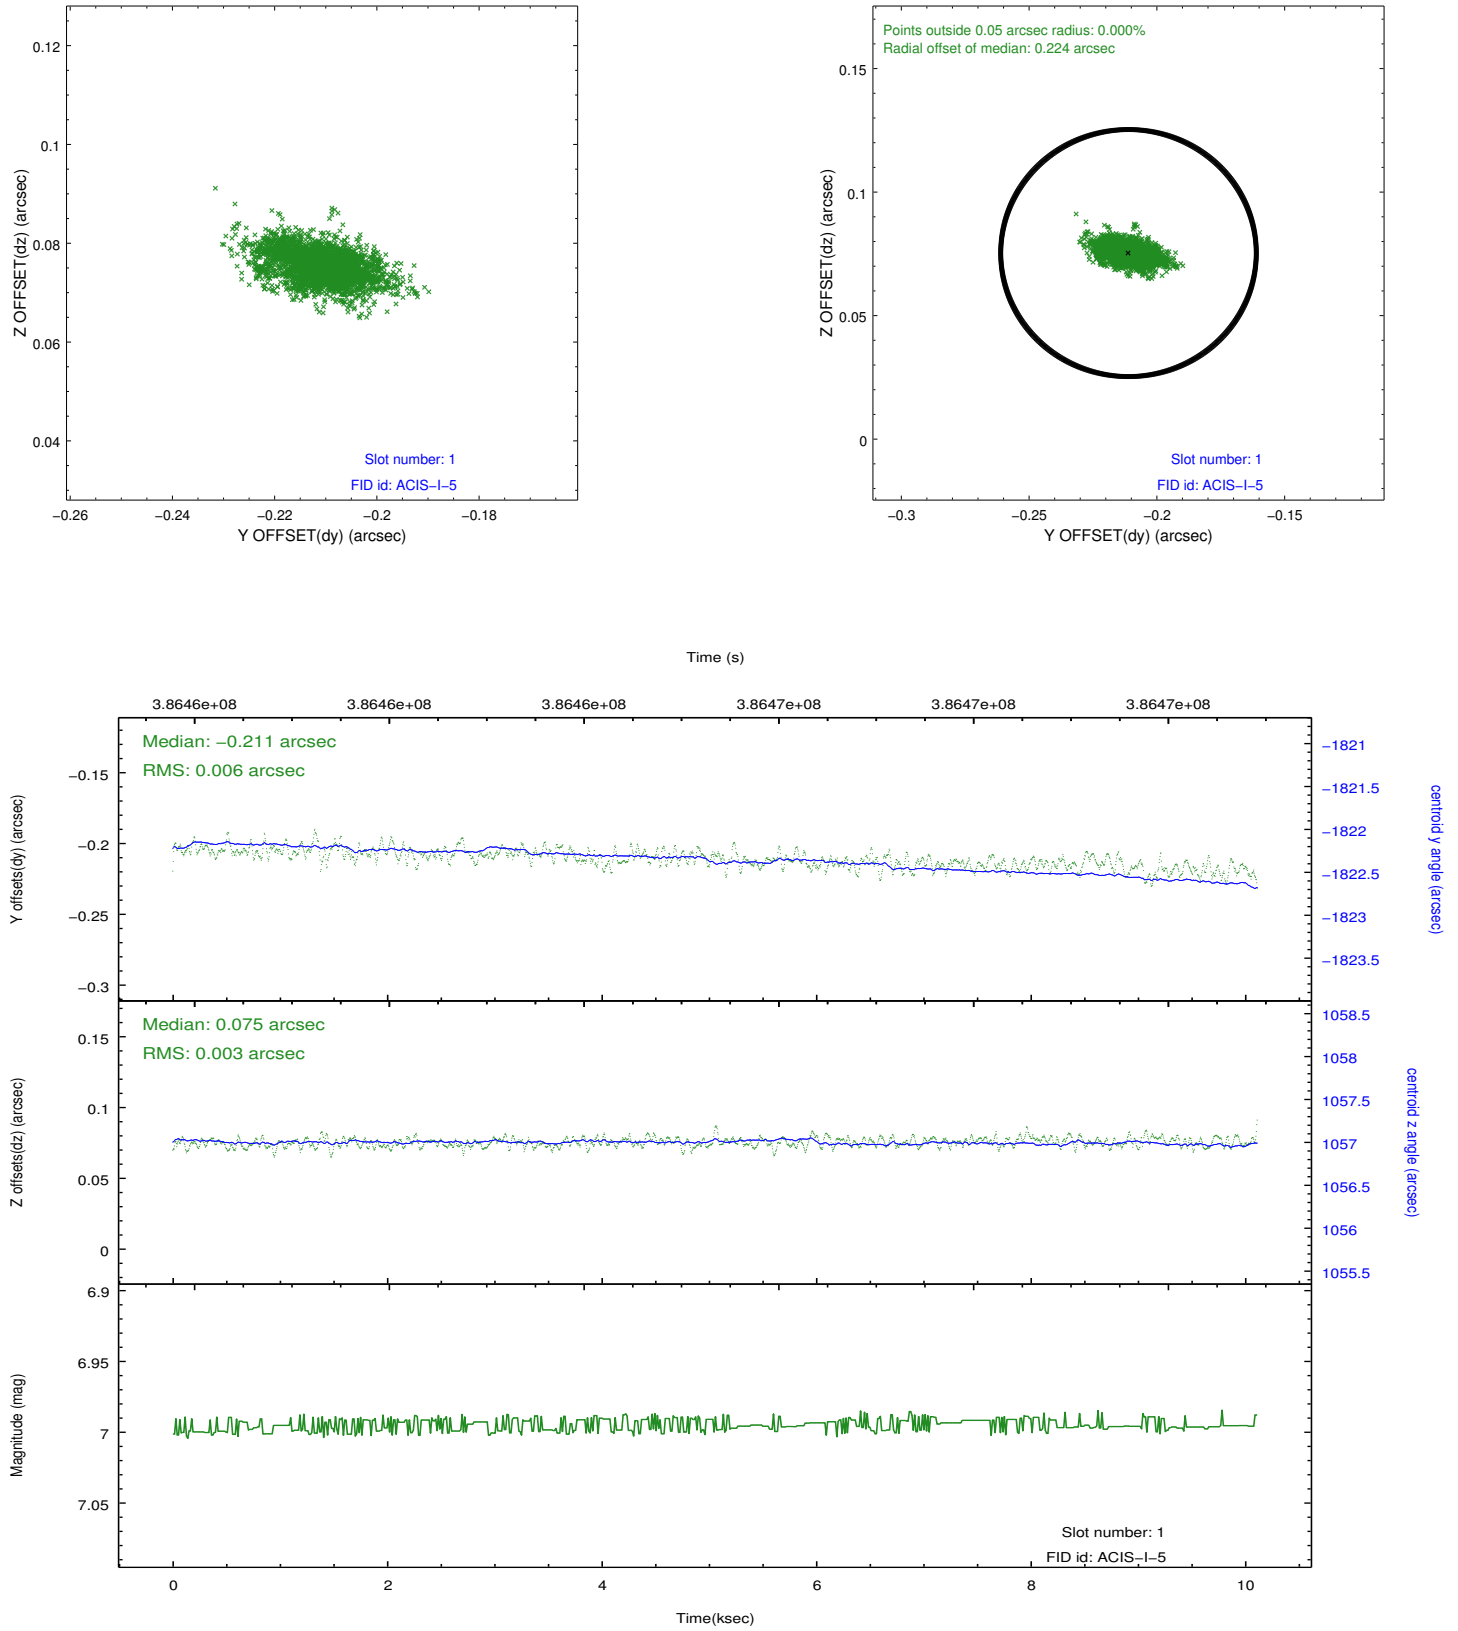 0.12
0.1
0.08
0.06
0.04
Z OFFSET(dz) (arcsec)
Slot number: 1
FID id: ACIS−I−5
−0.26
−0.24
−0.22
−0.2
−0.18
Y OFFSET(dy) (arcsec)
Points outside 0.05 arcsec radius: 0.000%
Radial offset of median: 0.224 arcsec
0.15
0.1
0.05
0
Z OFFSET(dz) (arcsec)
Slot number: 1
FID id: ACIS−I−5
−0.3
−0.25
−0.2
−0.15
Y OFFSET(dy) (arcsec)
Time (s)
3.8646e+08
3.8646e+08
3.8646e+08
3.8647e+08
3.8647e+08
3.8647e+08
Median: −0.211 arcsec
RMS: 0.006 arcsec
−0.15
−0.2
−0.25
−0.3
Y offsets(dy) (arcsec)
−1821
−1821.5
−1822
−1822.5
−1823
−1823.5
centroid y angle (arcsec)
Median: 0.075 arcsec
RMS: 0.003 arcsec
0.15
0.1
0.05
0
Z offsets(dz) (arcsec)
1058.5
1058
1057.5
1057
1056.5
1056
1055.5
centroid z angle (arcsec)
6.9
6.95
7
7.05
Magnitude (mag)
Slot number: 1
FID id: ACIS−I−5
0
2
4
6
8
10
Time(ksec)